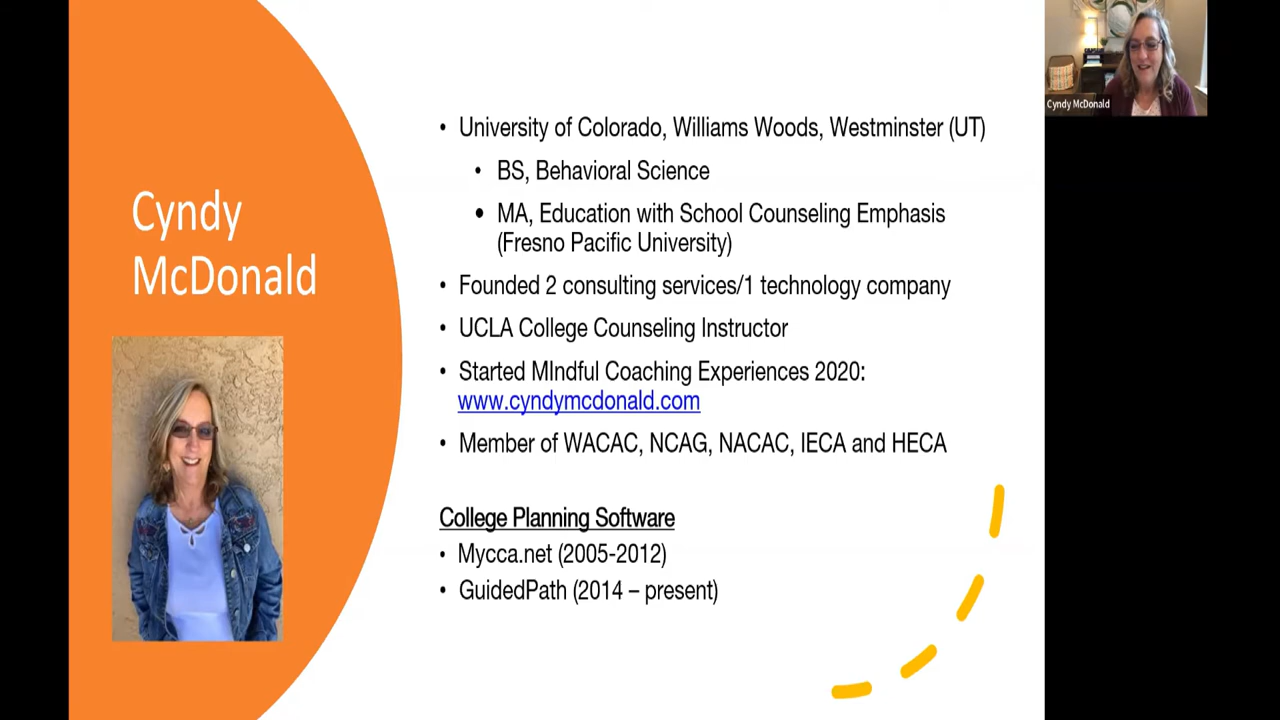 Cyndy
McDonald
• University of Colorado, Williams Woods, Westminster (UT)
• BS, Behavioral Science
• MA, Education with School Counseling Emphasis
(Fresno Pacific University)
• Founded 2 consulting services/1 technology company
• UCLA College Counseling Instructor
• Started MIndful Coaching Experiences 2020:
www.cyndymcdonald.com
• Member of WACAC, NCAG, NACAC, IECA and HECA
College Planning Software
• Mycca.net (2005-2012)
• GuidedPath (2014 – present)
Cyndy McDonald